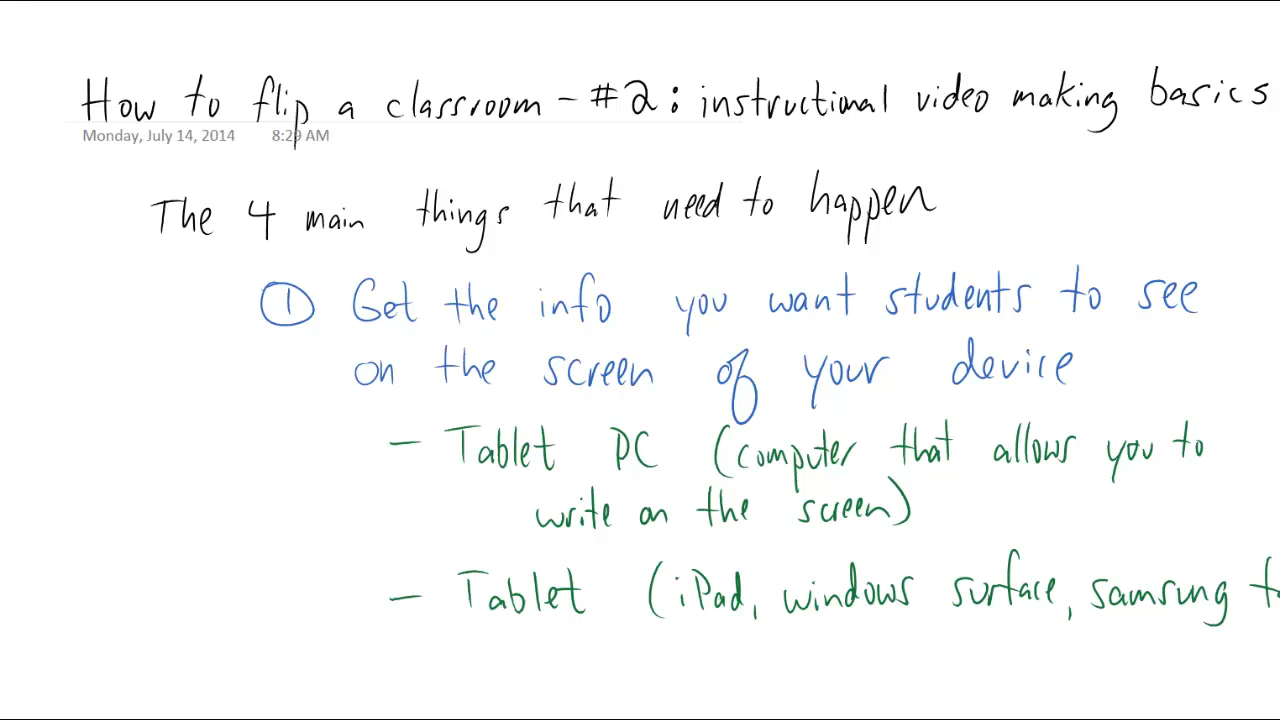 How to flip a classroom - #2: instructional video making basics
Monday, July 14, 2014 8:29 AM
The 4 main things that need to happen
① Get the info you want students to see
on the screen of your device
- Tablet PC (computer that allows you to
write on the screen)
- Tablet (iPad, windows surface, samsung